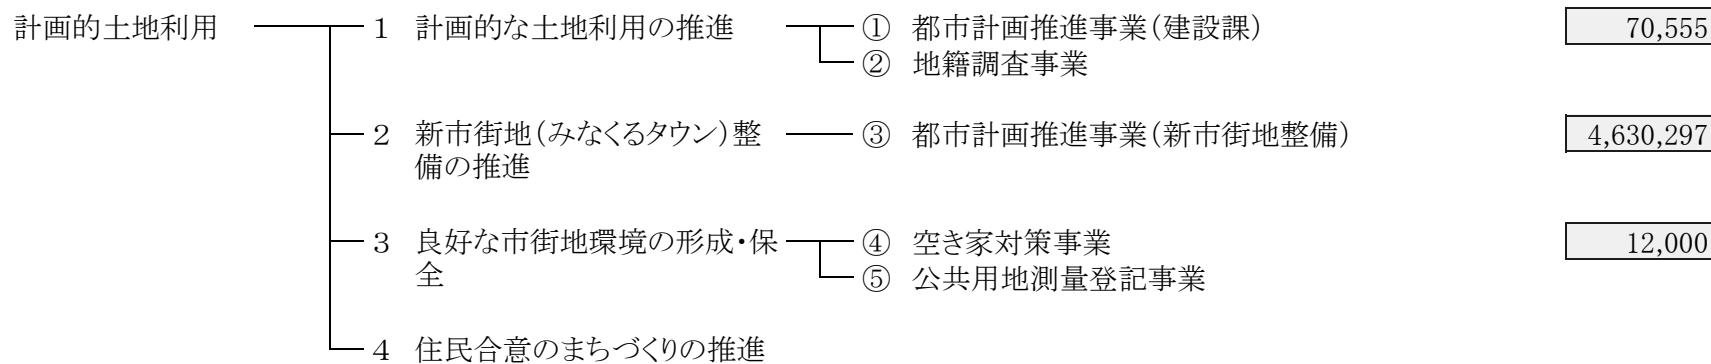 計画的土地利用 1 計画的な土地利用の推進 ① 都市計画推進事業(建設課) 70,555
② 地籍調査事業
2 新市街地(みなくるタウン)整 ③ 都市計画推進事業(新市街地整備) 4,630,297
備の推進
3 良好な市街地環境の形成・保 ④ 空き家対策事業 12,000
全 ⑤ 公共用地測量登記事業
4 住民合意のまちづくりの推進